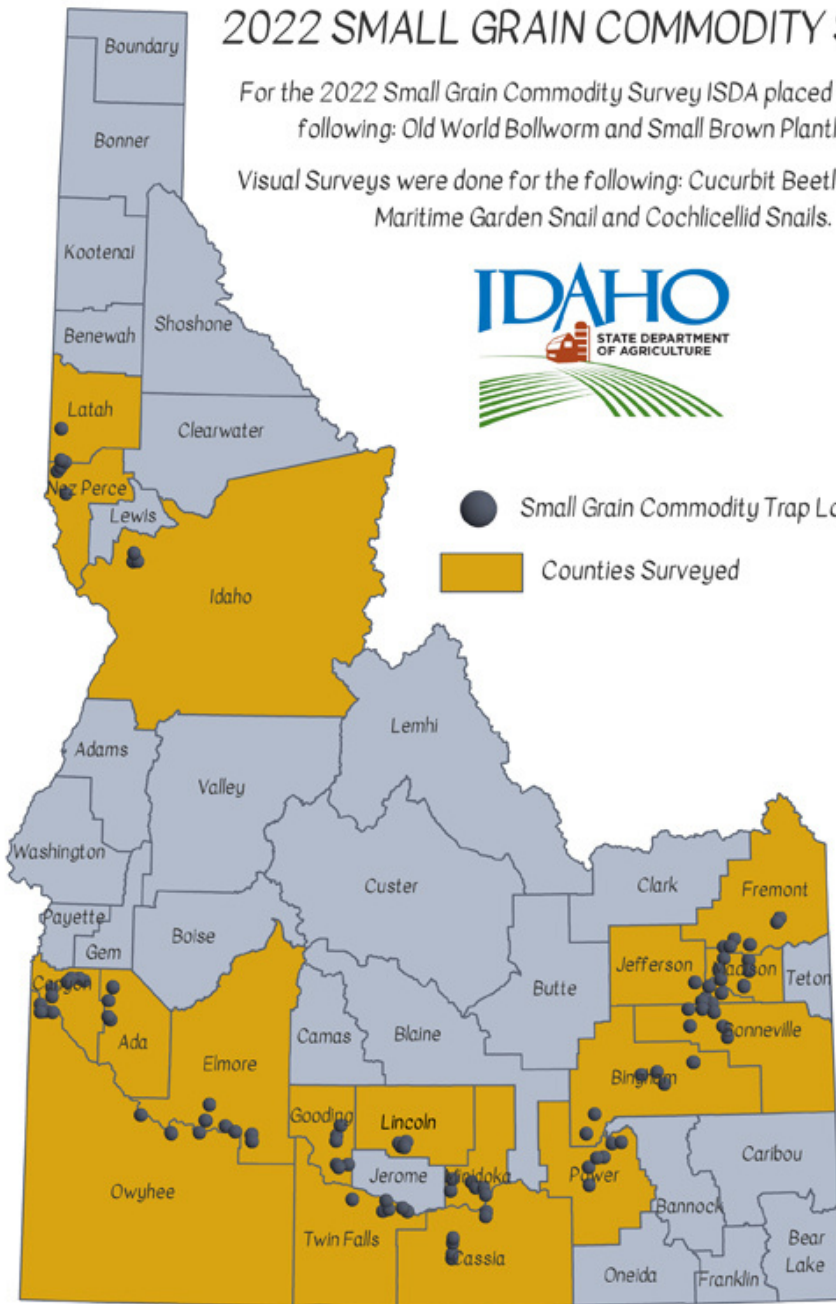 2022 SMALL GRAIN COMMODITY
For the 2022 Small Grain Commodity Survey ISDA placed
following: Old World Bollworm and Small Brown
Visual Surveys were done for the following: Cucurbit
Maritime Garden Snail and Cochlicellid Snails.
IDAHO
STATE DEPARTMENT
OF AGRICULTURE
Small Grain Commodity Trap
Counties Surveyed
Boundary
Bonner
Kootenai
Shoshone
Benewah
Latah
Clearwater
Nez Perce
Lewis
Idaho
Lemhi
Adams
Valley
Washington
Custer
Clark
Fremont
Payette
Boise
Gem
Jefferson
Madison
Teton
Canyon
Butte
Camas
Blaine
Ada
Bonneville
Elmore
Bingham
Gooding
Lincoln
Caribou
Jerome
Minidoka
Power
Owyhee
Bannock
Twin Falls
Cassia
Bear
Lake
Oneida
Franklin